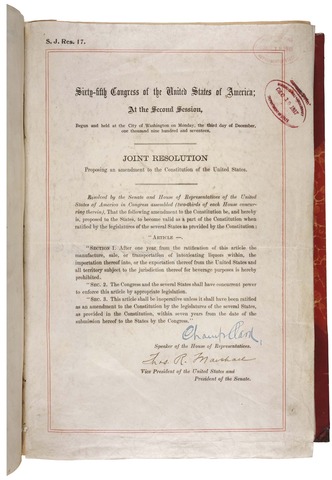 S. J. Res. 17.
Sixty-fifth Congress of the United States of America;
At the Second Session,
Begun and held at the City of Washington on Monday, the third day of December,
one thousand nine hundred and seventeen.
JOINT RESOLUTION
Proposing an amendment to the Constitution of the United States.
Resolved by the Senate and House of Representatives of the United
States of America in Congress assembled (two-thirds of each House concur-
ring therein), That the following amendment to the Constitution be, and hereby
is, proposed to the States, to become valid as a part of the Constitution when
ratified by the legislatures of the several States as provided by the Constitution:
"ARTICLE —.
"SECTION 1. After one year from the ratification of this article the
manufacture, sale, or transportation of intoxicating liquors within, the
importation thereof into, or the exportation thereof from the United States and
all territory subject to the jurisdiction thereof for beverage purposes is hereby
prohibited.
"SEC. 2. The Congress and the several States shall have concurrent power
to enforce this article by appropriate legislation.
"SEC. 3. This article shall be inoperative unless it shall have been ratified as
an amendment to the Constitution by the legislatures of the several States,
as provided in the Constitution, within seven years from the date of the
submission hereof to the States by the Congress."
Champ Clark
Speaker of the House of Representatives.
Thos. R. Marshall
Vice President of the United States and
President of the Senate.